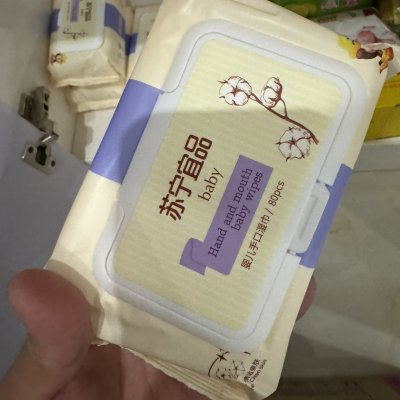 苏宁宜品
baby
Hand and mouth
baby wipes
婴儿手口湿巾 / 80pcs